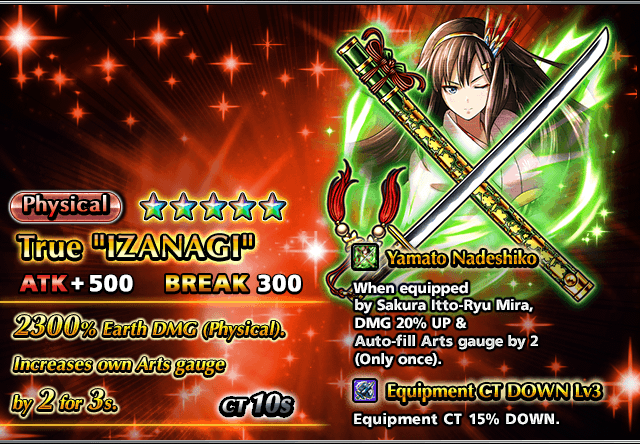 Physical
True "IZANAGI"
ATK+500 BREAK 300
2300% Earth DMG (Physical).
Increases own Arts gauge
by 2 for 3s.
CT 10s
Yamato Nadeshiko
When equipped
by Sakura Itto-Ryu Mira,
DMG 20% UP &
Auto-fill Arts gauge by 2
(Only once).
Equipment CT DOWN Lv3
Equipment CT 15% DOWN.